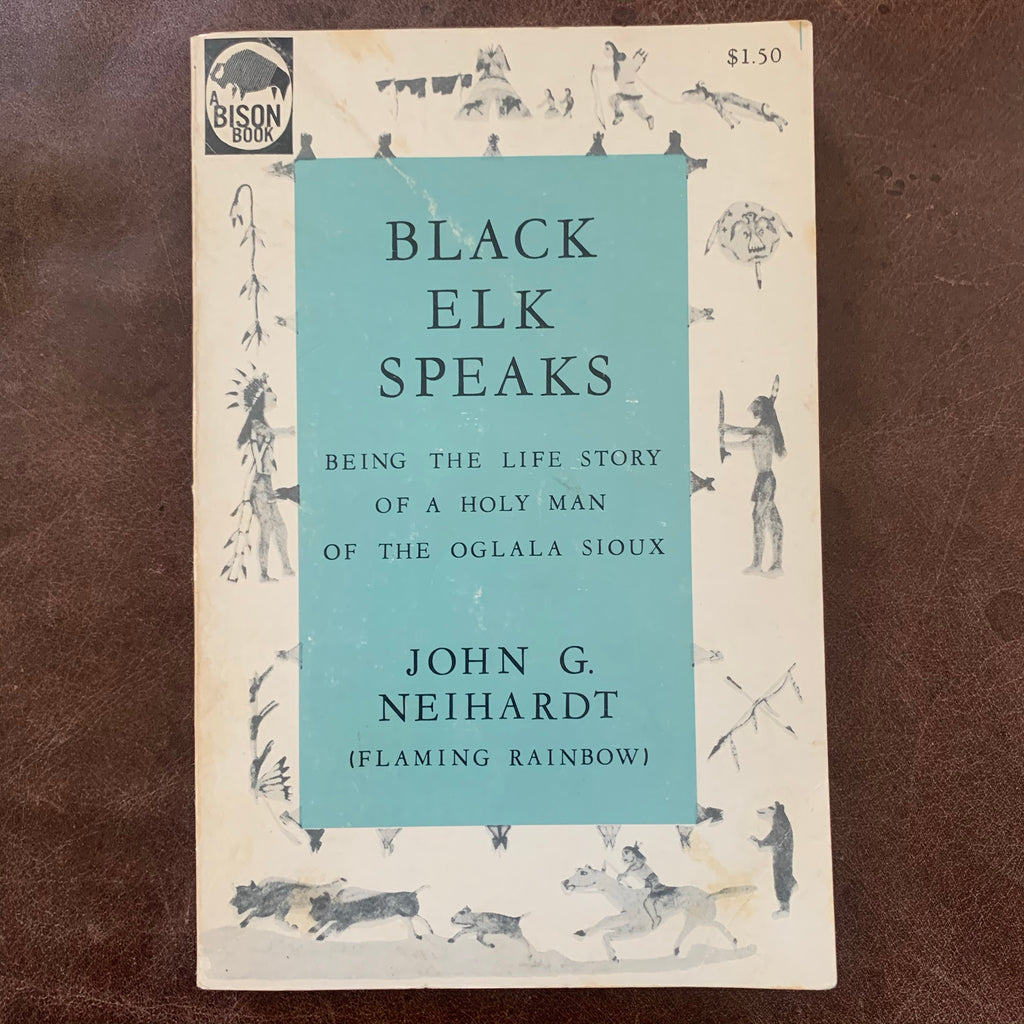 A
BISON
BOOK
$1.50
BLACK
ELK
SPEAKS
BEING THE LIFE STORY
OF A HOLY MAN
OF THE OGLALA SIOUX
JOHN G.
NEIHARDT
(FLAMING RAINBOW)